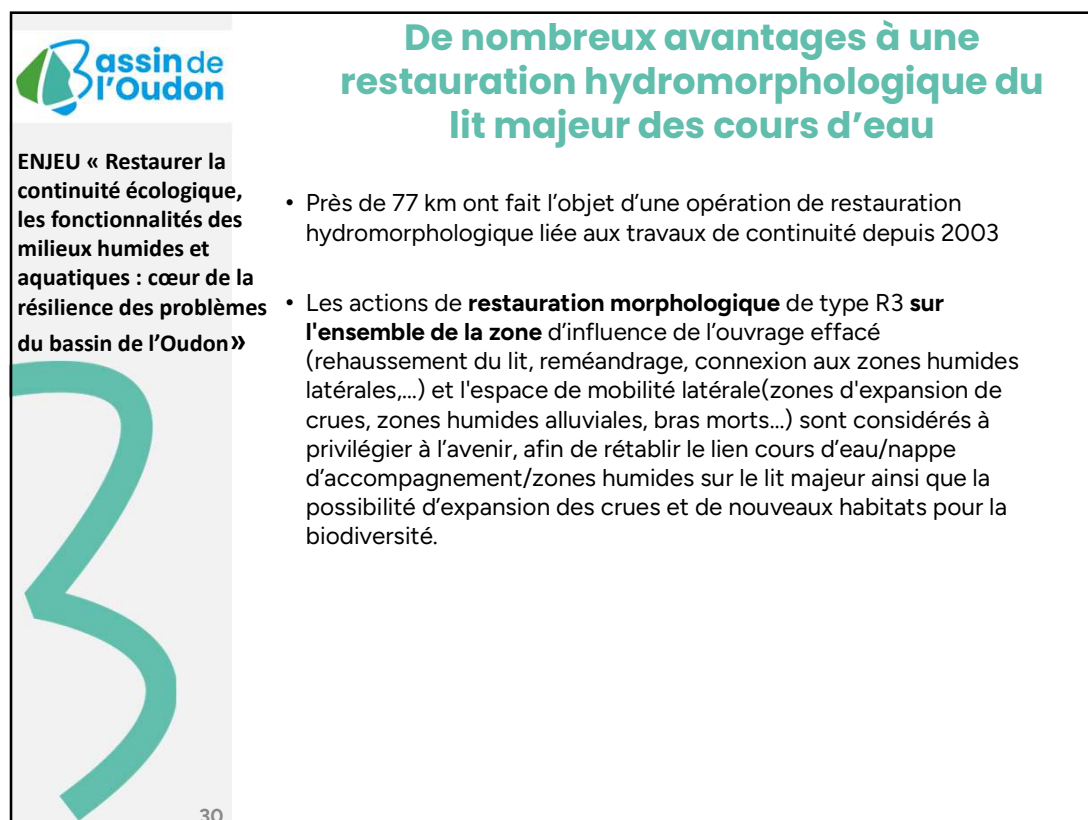 Bassin de
l'Oudon
De nombreux avantages à une
restauration hydromorphologique du
lit majeur des cours d'eau
ENJEU « Restaurer la
continuité écologique,
les fonctionnalités des
milieux humides et
aquatiques : cœur de la
résilience des problèmes
du bassin de l'Oudon»
• Près de 77 km ont fait l'objet d'une opération de restauration
hydromorphologique liée aux travaux de continuité depuis 2003
• Les actions de restauration morphologique de type R3 sur
l'ensemble de la zone d'influence de l'ouvrage effacé
(rehaussement du lit, reméandrage, connexion aux zones humides
latérales,...) et l'espace de mobilité latérale(zones d'expansion de
crues, zones humides alluviales, bras morts...) sont considérés à
privilégier à l'avenir, afin de rétablir le lien cours d'eau/nappe
d'accompagnement/zones humides sur le lit majeur ainsi que la
possibilité d'expansion des crues et de nouveaux habitats pour la
biodiversité.
30